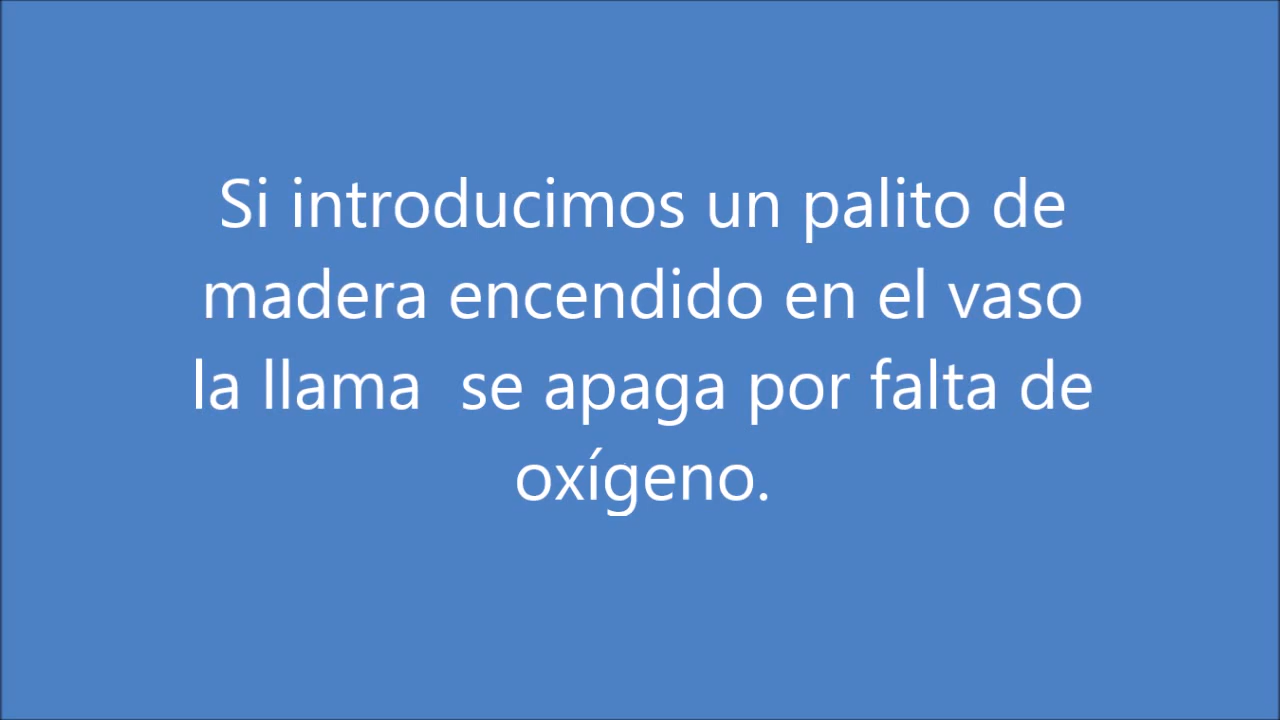 Si introducimos un palito de
madera encendido en el vaso
la llama  se apaga por falta de
oxígeno.